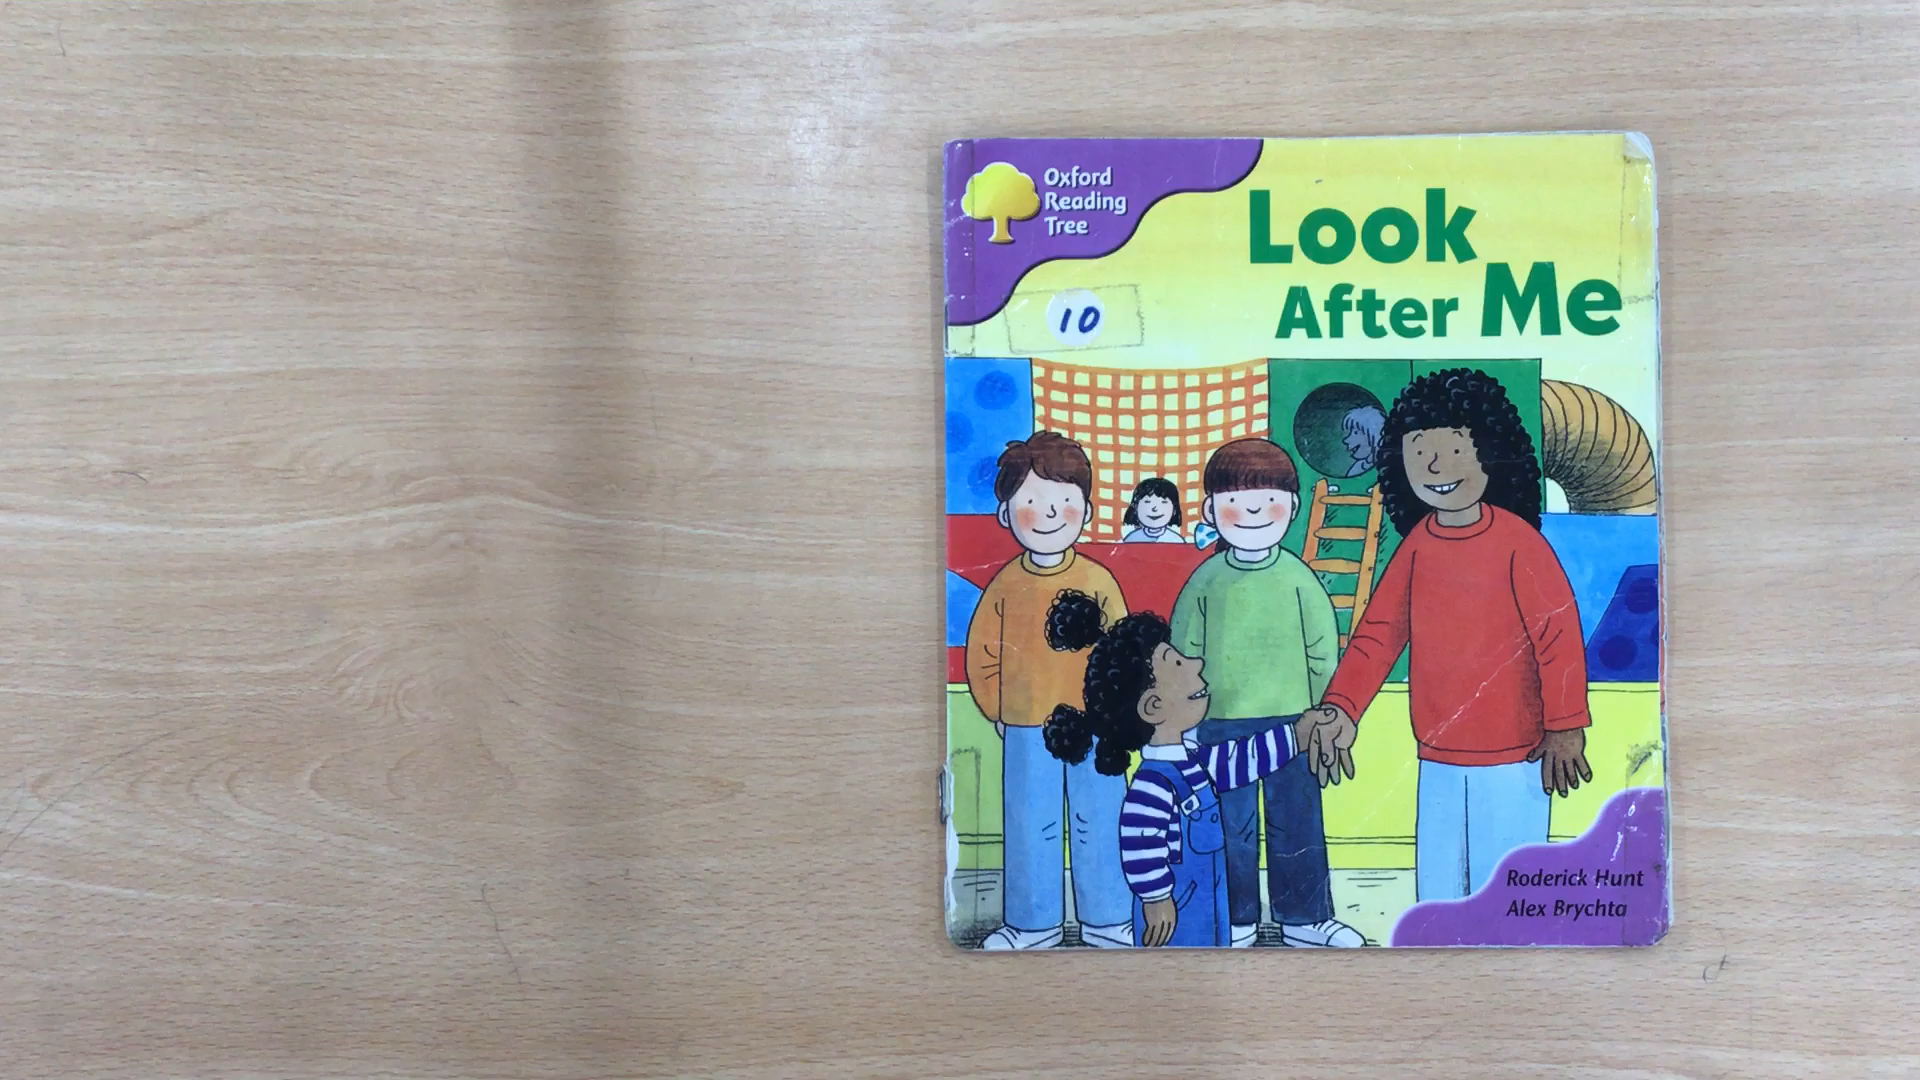 Oxford
Reading
Tree
Look
After Me
10
Roderick Hunt
Alex Brychta